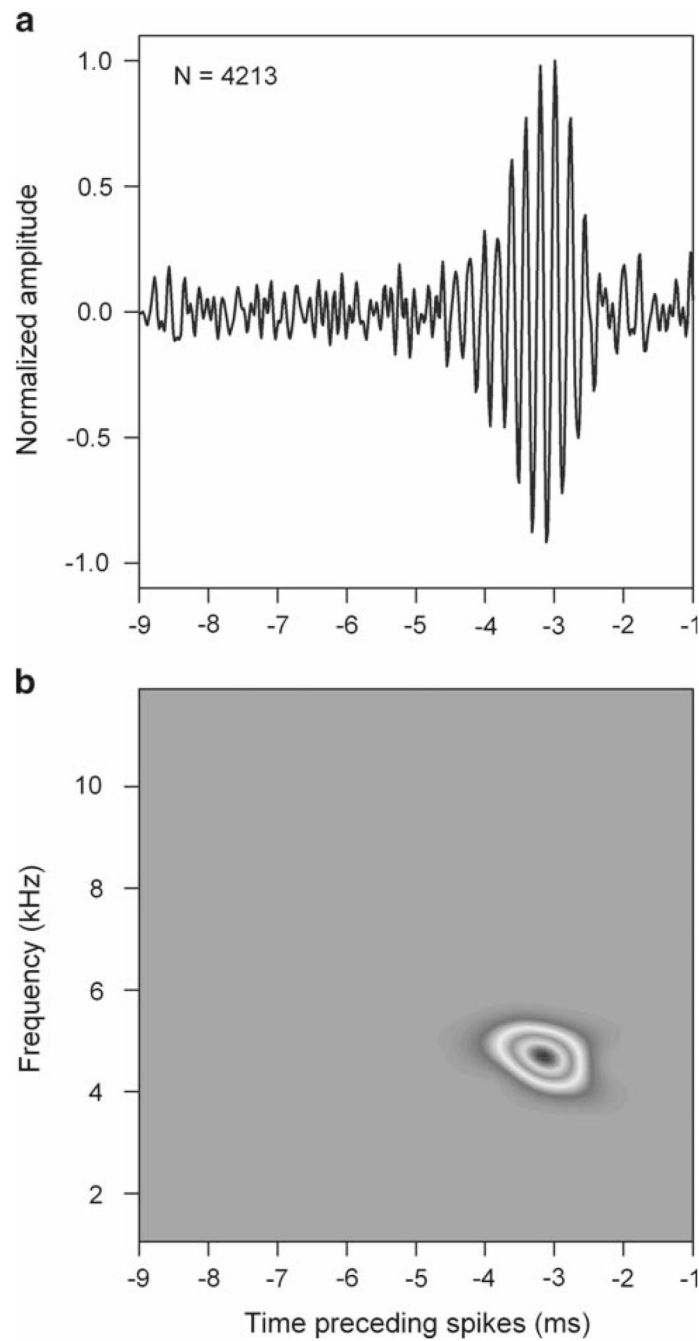 a
N = 4213
Normalized amplitude
1.0
0.5
0.0
-0.5
-1.0
-9 -8 -7 -6 -5 -4 -3 -2 -1
b
Frequency (kHz)
10
8
6
4
2
-9 -8 -7 -6 -5 -4 -3 -2 -1
Time preceding spikes (ms)